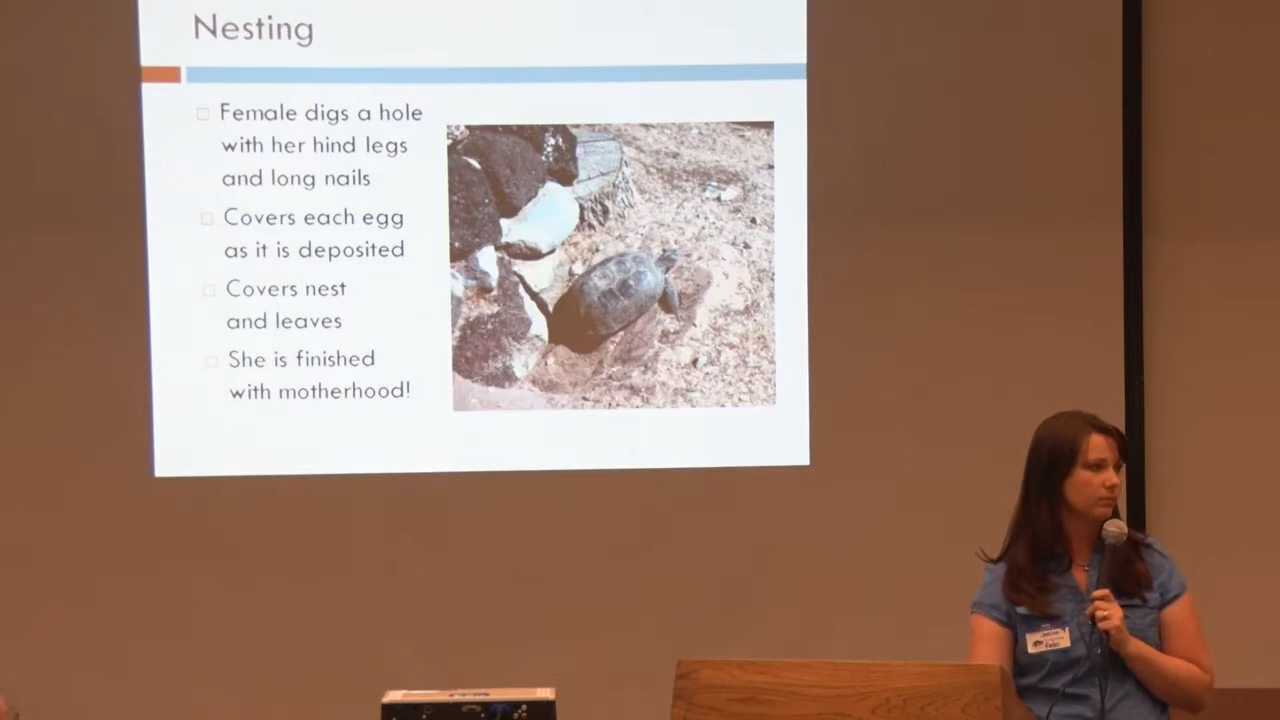 Nesting
Female digs a hole
with her hind legs
and long nails
Covers each egg
as it is deposited
Covers nest
and leaves
She is finished
with motherhood!